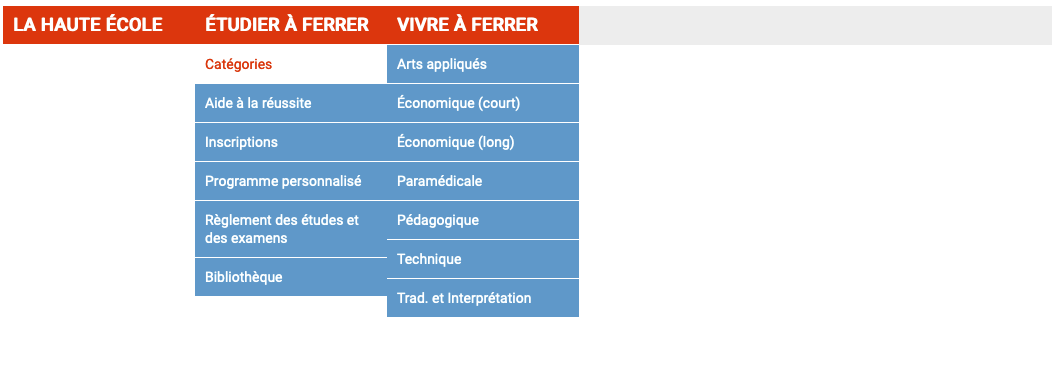 LA HAUTE ÉCOLE
ÉTUDIER À FERRER
VIVRE À FERRER
Catégories
Aide à la réussite
Inscriptions
Programme personnalisé
Règlement des études et
des examens
Bibliothèque
Arts appliqués
Économique (court)
Économique (long)
Paramédicale
Pédagogique
Technique
Trad. et Interprétation